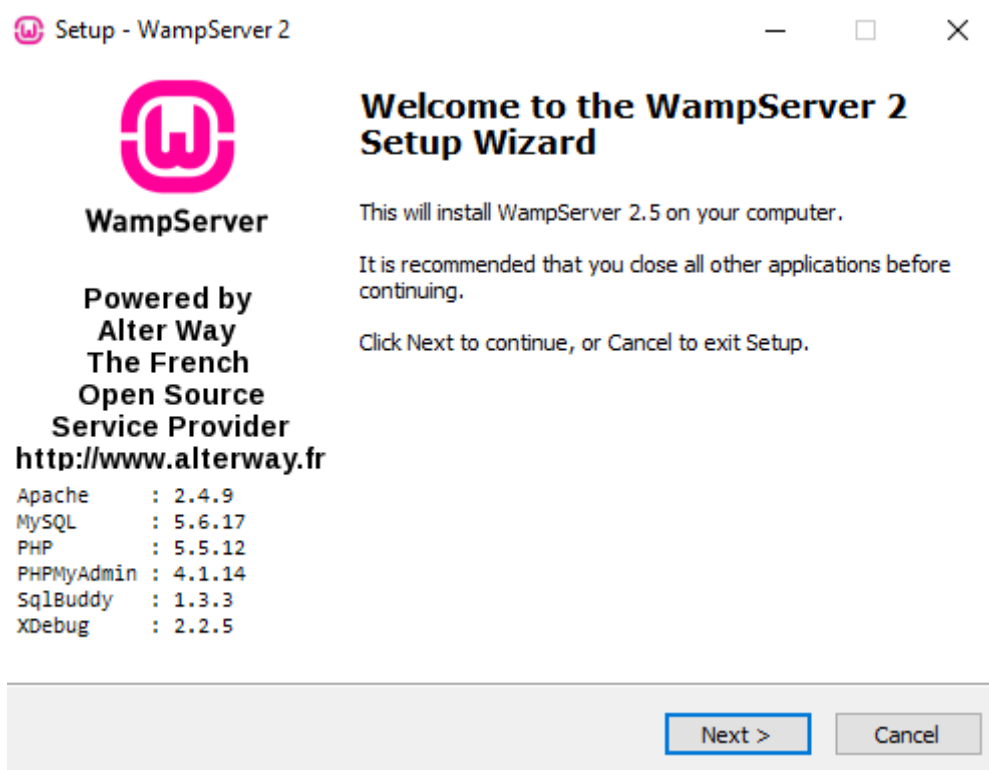 Setup - WampServer 2
WampServer
Powered by
Alter Way
The French
Open Source
Service Provider
http://www.alterway.fr
Apache : 2.4.9
MySQL : 5.6.17
PHP : 5.5.12
PHPMyAdmin : 4.1.14
SqlBuddy : 1.3.3
XDebug : 2.2.5
Welcome to the WampServer 2
Setup Wizard
This will install WampServer 2.5 on your computer.
It is recommended that you close all other applications before
continuing.
Click Next to continue, or Cancel to exit Setup.
Next >
Cancel